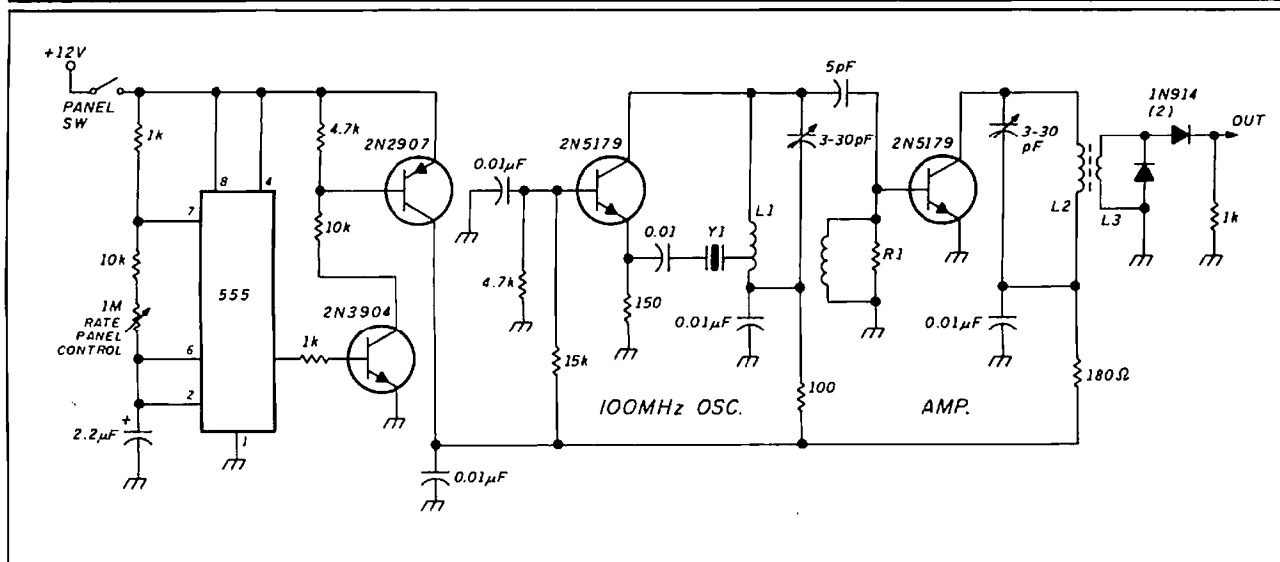 +12V
PANEL
SW
1k
8
4
7
10k
1M
RATE
PANEL
CONTROL
555
6
2
+
2.2µF
1
4.7k
2N2907
10k
2N3904
1k
0.01µF
0.01µF
4.7k
15k
2N5179
0.01
Y1
150
L1
0.01µF
3-30pF
100
100MHz OSC.
5pF
2N5179
R1
AMP.
3-30
pF
0.01µF
L2
L3
180Ω
1N914
(2)
OUT
1k